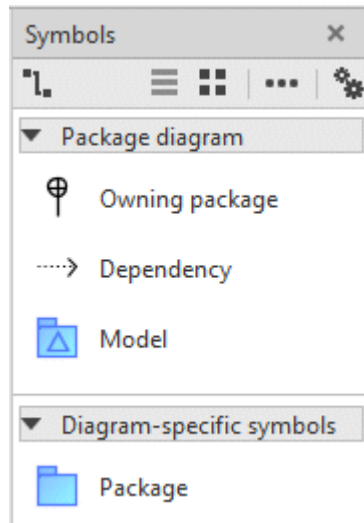 Symbols
Package diagram
Owning package
Dependency
Model
Diagram-specific symbols
Package